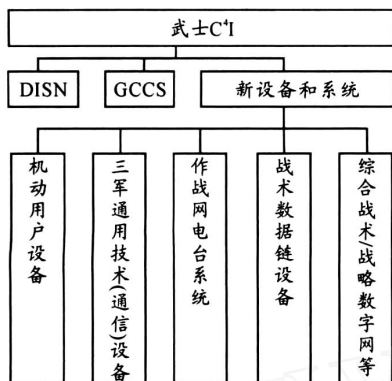 武士C⁴I
DISN
GCCS
新设备和系统
机动用户设备
三军通用技术(通信)设备
作战网电台系统
战术数据链设备
综合战术/战略数字网等